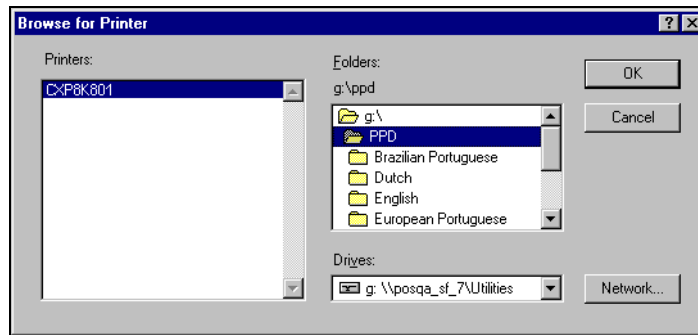 Browse for Printer
Printers:
CXP8K801
Folders:
g:\ppd
g:\
PPD
Brazilian Portuguese
Dutch
English
European Portuguese
Drives:
g: \\posqa_sf_7\Utilities
OK
Cancel
Network...